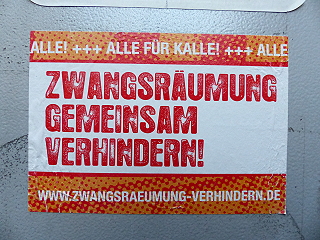 ALLE! +++ ALLE FÜR KALLE! +++ ALLE
ZWANGSRÄUMUNG
GEMEINSAM
VERHINDERN!
WWW.ZWANGSRAEUMUNG-VERHINDERN.DE